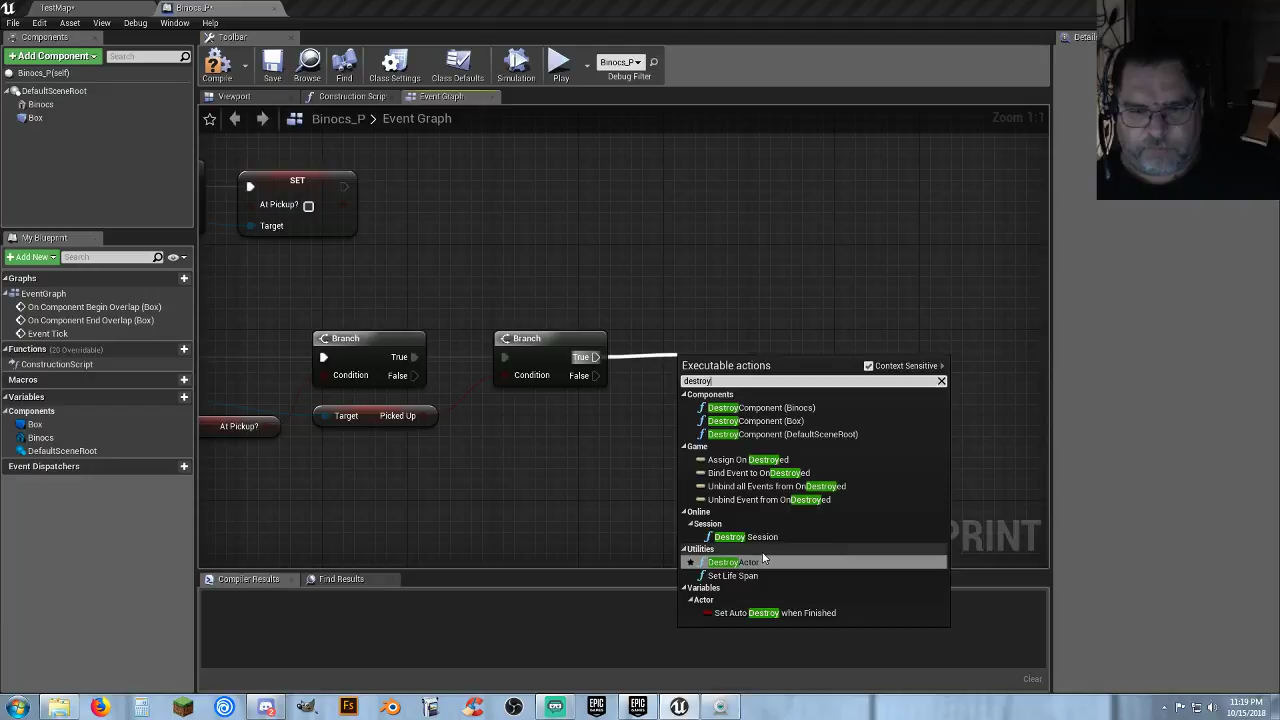 TestMap*
Binocs_P*
File Edit Asset View Debug Window Help
Components
Toolbar
Details
+Add Component
Search
Binocs_P(self)
DefaultSceneRoot
Binocs
Box
Compile
Save
Browse
Find
Class Settings
Class Defaults
Simulation
Play
Binocs_P
Debug Filter
Viewport
Construction Scrip
Event Graph
Binocs_P > Event Graph
Zoom 1:1
SET
At Pickup?
Target
My Blueprint
+Add New
Search
Graphs
EventGraph
On Component Begin Overlap (Box)
On Component End Overlap (Box)
Event Tick
Functions (20 Overridable)
ConstructionScript
Macros
Variables
Components
Box
Binocs
DefaultSceneRoot
Event Dispatchers
Branch
True
Condition False
Target Picked Up
At Pickup?
Branch
True
Condition False
Executable actions
Context Sensitive
destroy
Components
DestroyComponent (Binocs)
DestroyComponent (Box)
DestroyComponent (DefaultSceneRoot)
Game
Assign On Destroyed
Bind Event to OnDestroyed
Unbind all Events from OnDestroyed
Unbind Event from OnDestroyed
Online
Session
Destroy Session
Utilities
DestroyActor
Set Life Span
Variables
Actor
Set Auto Destroy when Finished
PRINT
Compiler Results
Find Results
Clear
11:19 PM
10/15/2018